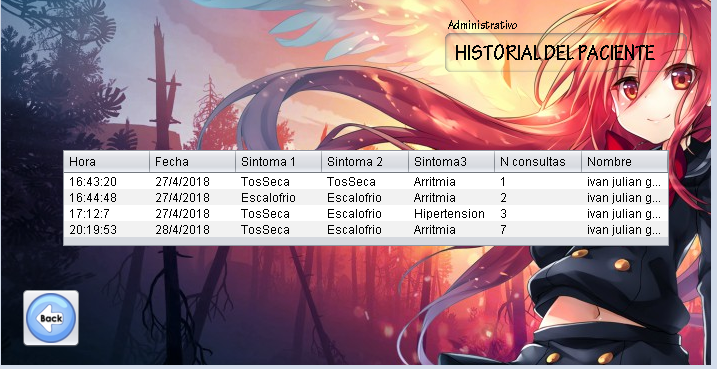 Administrativo
HISTORIAL DEL PACIENTE
Hora Fecha Sintoma 1 Sintoma 2 Sintoma3 N consultas Nombre
16:43:20 27/4/2018 TosSeca TosSeca Arritmia 1 ivan julian g...
16:44:48 27/4/2018 Escalofrio Escalofrio Arritmia 2 ivan julian g...
17:12:7 27/4/2018 TosSeca Escalofrio Hipertension 3 ivan julian g...
20:19:53 28/4/2018 TosSeca Escalofrio Arritmia 7 ivan julian g...
Back